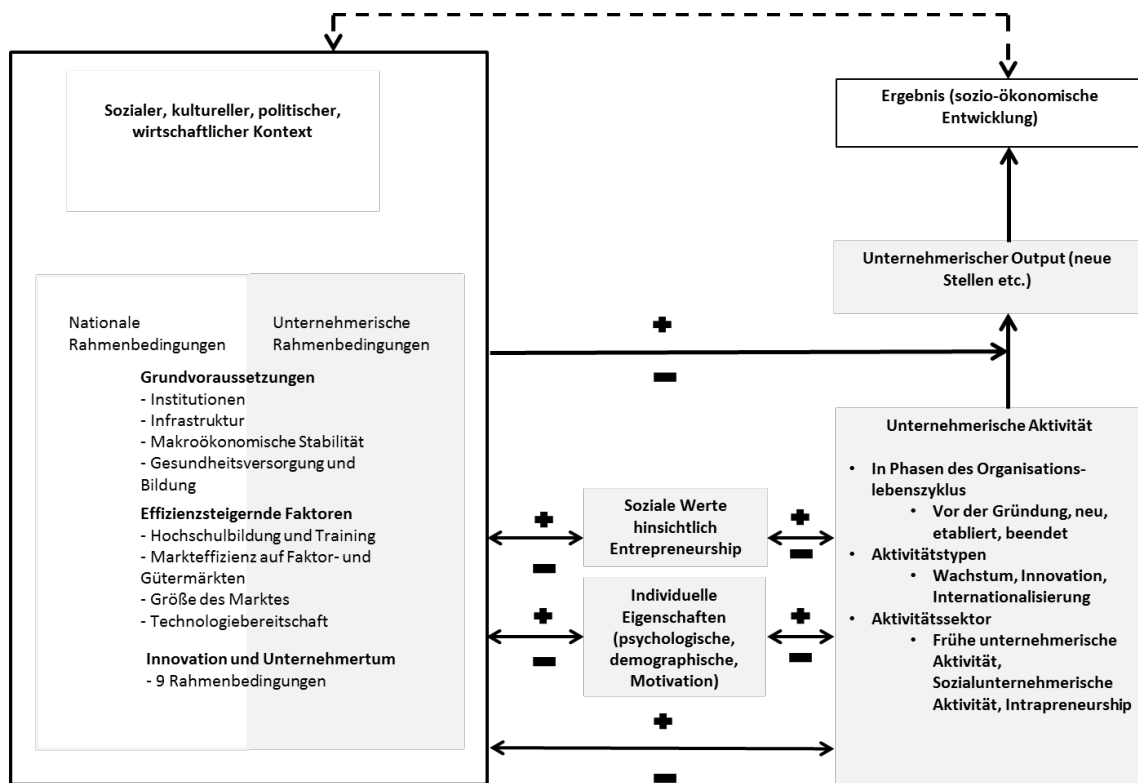 Sozialer, kultureller, politischer,
wirtschaftlicher Kontext
Nationale
Rahmenbedingungen
Unternehmerische
Rahmenbedingungen
Grundvoraussetzungen
- Institutionen
- Infrastruktur
- Makroökonomische Stabilität
- Gesundheitsversorgung und
Bildung
Effizienzsteigernde Faktoren
- Hochschulbildung und Training
- Markteffizienz auf Faktor- und
Gütermärkten
- Größe des Marktes
- Technologiebereitschaft
Innovation und Unternehmertum
- 9 Rahmenbedingungen
+
−
+
−
Soziale Werte
hinsichtlich
Entrepreneurship
+
−
+
−
Individuelle
Eigenschaften
(psychologische,
demographische,
Motivation)
+
−
+
−
Ergebnis (sozio-ökonomische
Entwicklung)
Unternehmerischer Output (neue
Stellen etc.)
Unternehmerische Aktivität
• In Phasen des Organisations-
lebenszyklus
• Vor der Gründung, neu,
etabliert, beendet
• Aktivitätstypen
• Wachstum, Innovation,
Internationalisierung
• Aktivitätssektor
• Frühe unternehmerische
Aktivität,
Sozialunternehmerische
Aktivität, Intrapreneurship